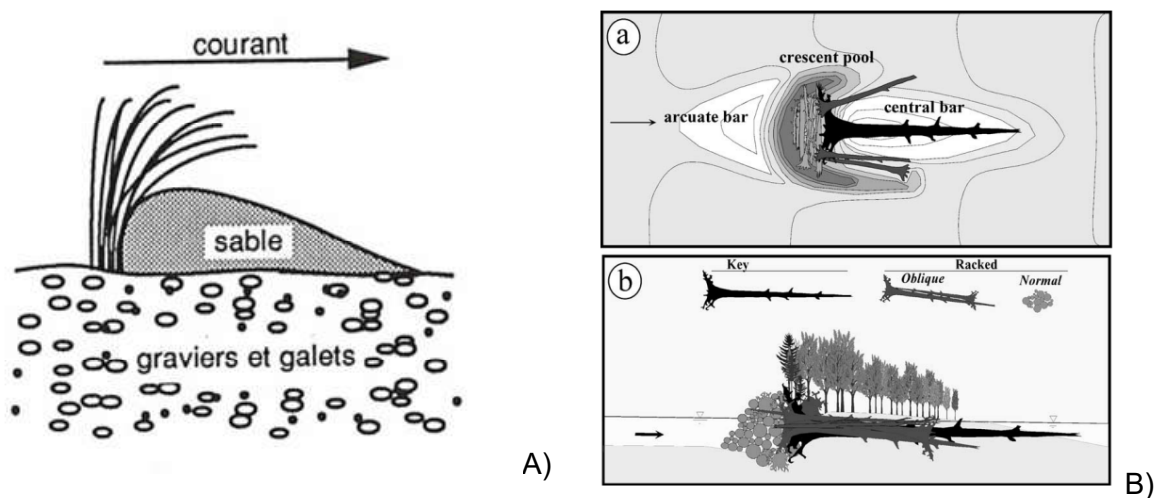 courant
sable
graviers et galets
A)
a
crescent pool
arcuate bar
central bar
b
Key
Racked
Oblique
Normal
B)